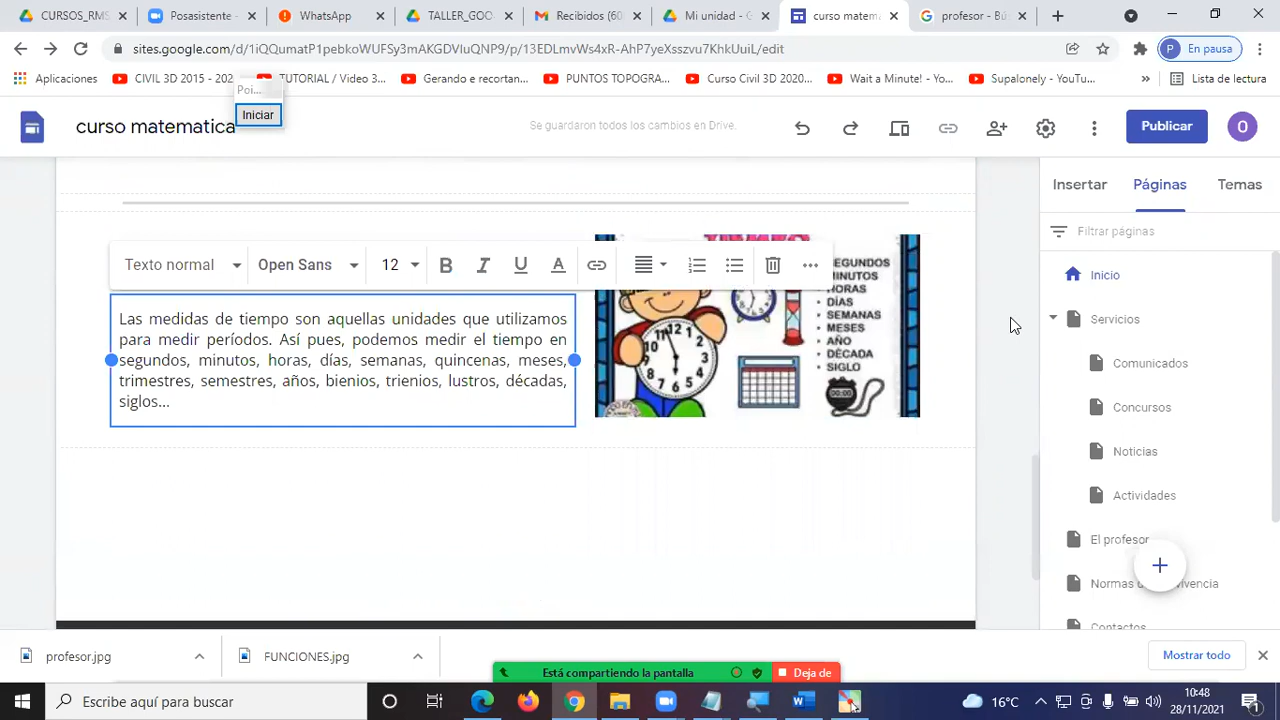 CURSOS_RMS
Posasistente -
WhatsApp
TALLER_GOO
Recibidos (60
Mi unidad - G
curso matema
profesor - Bús
sites.google.com/d/1iQQumatP1pebkoWUFSy3mAKGDVIuQNP9/p/13EDLmvWs4xR-AhP7yeXsszvu7KhkUuiL/edit
En pausa
Aplicaciones
CIVIL 3D 2015 - 202
TUTORIAL / Video 3...
Gerando e recortan...
PUNTOS TOPOGRA...
Curso Civil 3D 2020...
Wait a Minute! - Yo...
Supalonely - YouTu...
Lista de lectura
Poi...
Iniciar
curso matematica
Se guardaron todos los cambios en Drive.
Publicar
O
Insertar
Páginas
Temas
Filtrar páginas
Texto normal
Open Sans
12
B
I
U
A
Las medidas de tiempo son aquellas unidades que utilizamos
para medir períodos. Así pues, podemos medir el tiempo en
segundos, minutos, horas, días, semanas, quincenas, meses,
trimestres, semestres, años, bienios, trienios, lustros, décadas,
siglos...
MINUTOS
HORAS
DÍAS
SEMANAS
MESES
AÑO
DÉCADA
SIGLO
Inicio
Servicios
Comunicados
Concursos
Noticias
Actividades
El profesor
Contactos
profesor.jpg
FUNCIONES.jpg
Mostrar todo
Está compartiendo la pantalla
Deja de
Escribe aquí para buscar
16°C
10:48
28/11/2021